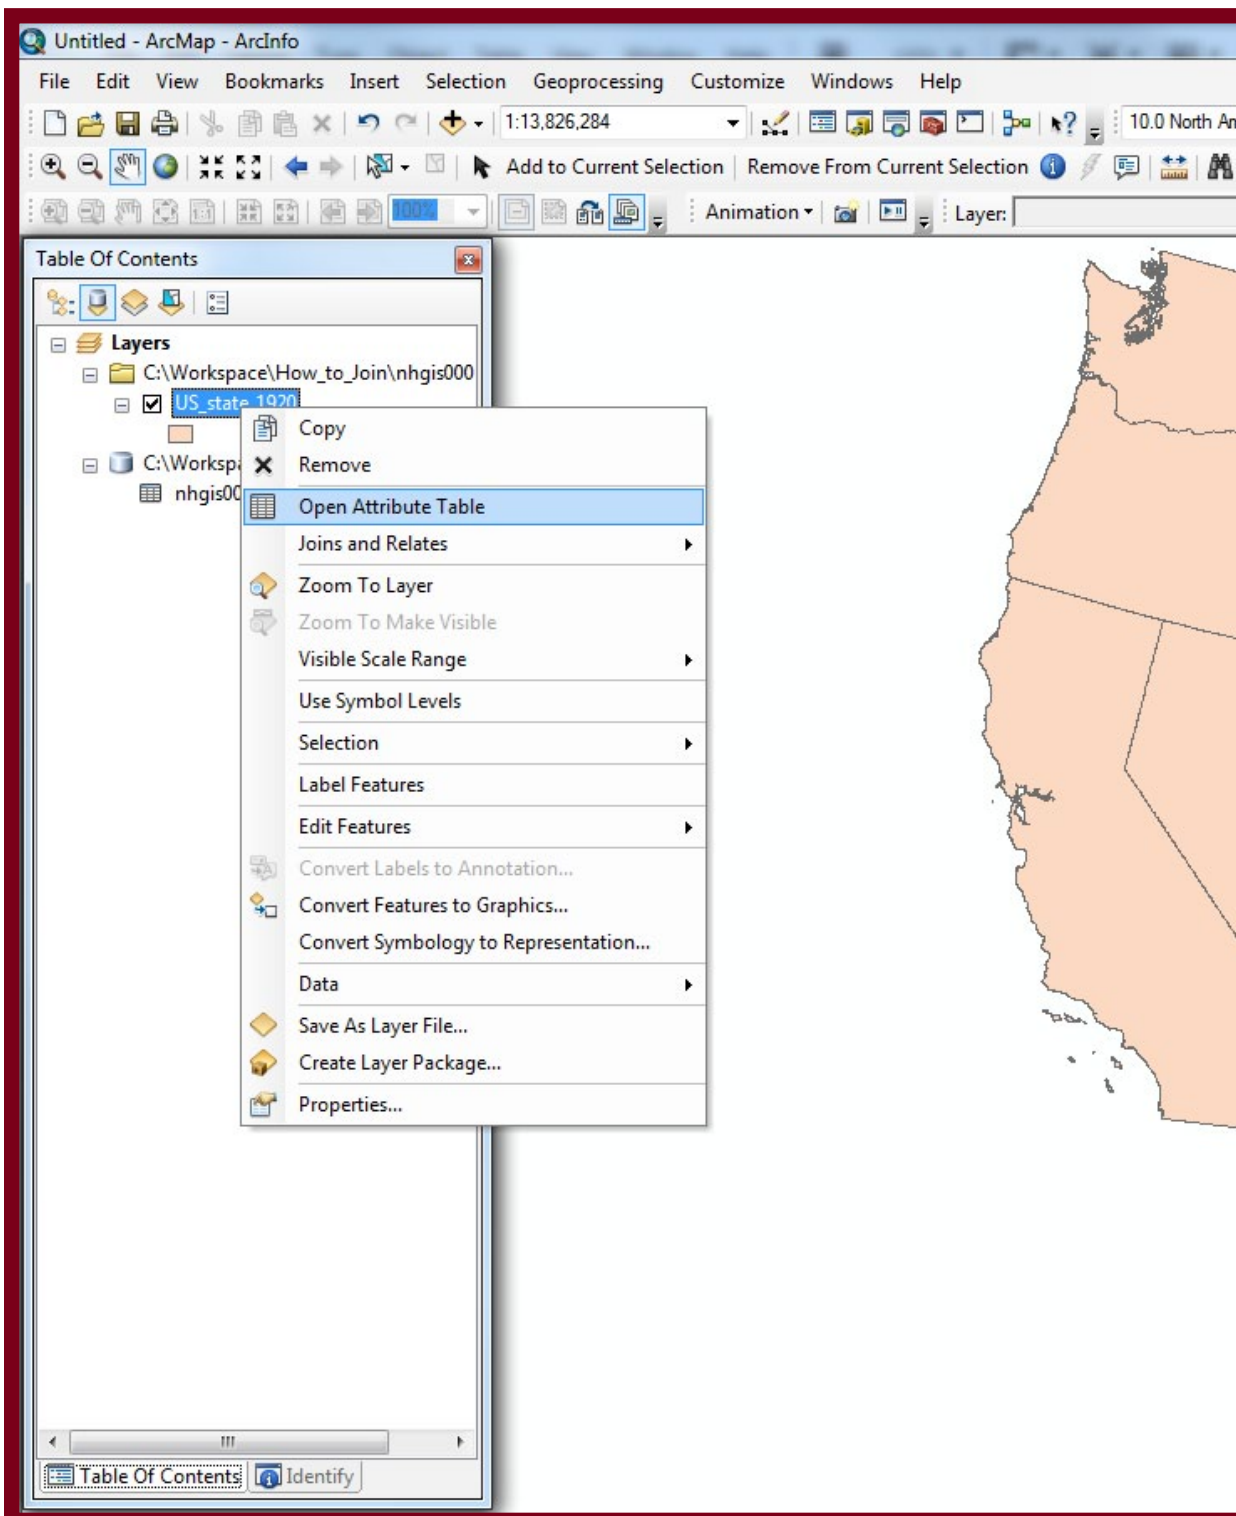 Untitled - ArcMap - ArcInfo
File Edit View Bookmarks Insert Selection Geoprocessing Customize Windows Help
1:13,826,284 10.0 North Am
Add to Current Selection Remove From Current Selection
100% Animation Layer:
Table Of Contents
Layers
C:\Workspace\How_to_Join\nhgis000
US_state_1920
Copy
C:\Workspa
Remove
nhgis00
Open Attribute Table
Joins and Relates
Zoom To Layer
Zoom To Make Visible
Visible Scale Range
Use Symbol Levels
Selection
Label Features
Edit Features
Convert Labels to Annotation...
Convert Features to Graphics...
Convert Symbology to Representation...
Data
Save As Layer File...
Create Layer Package...
Properties...
Table Of Contents Identify